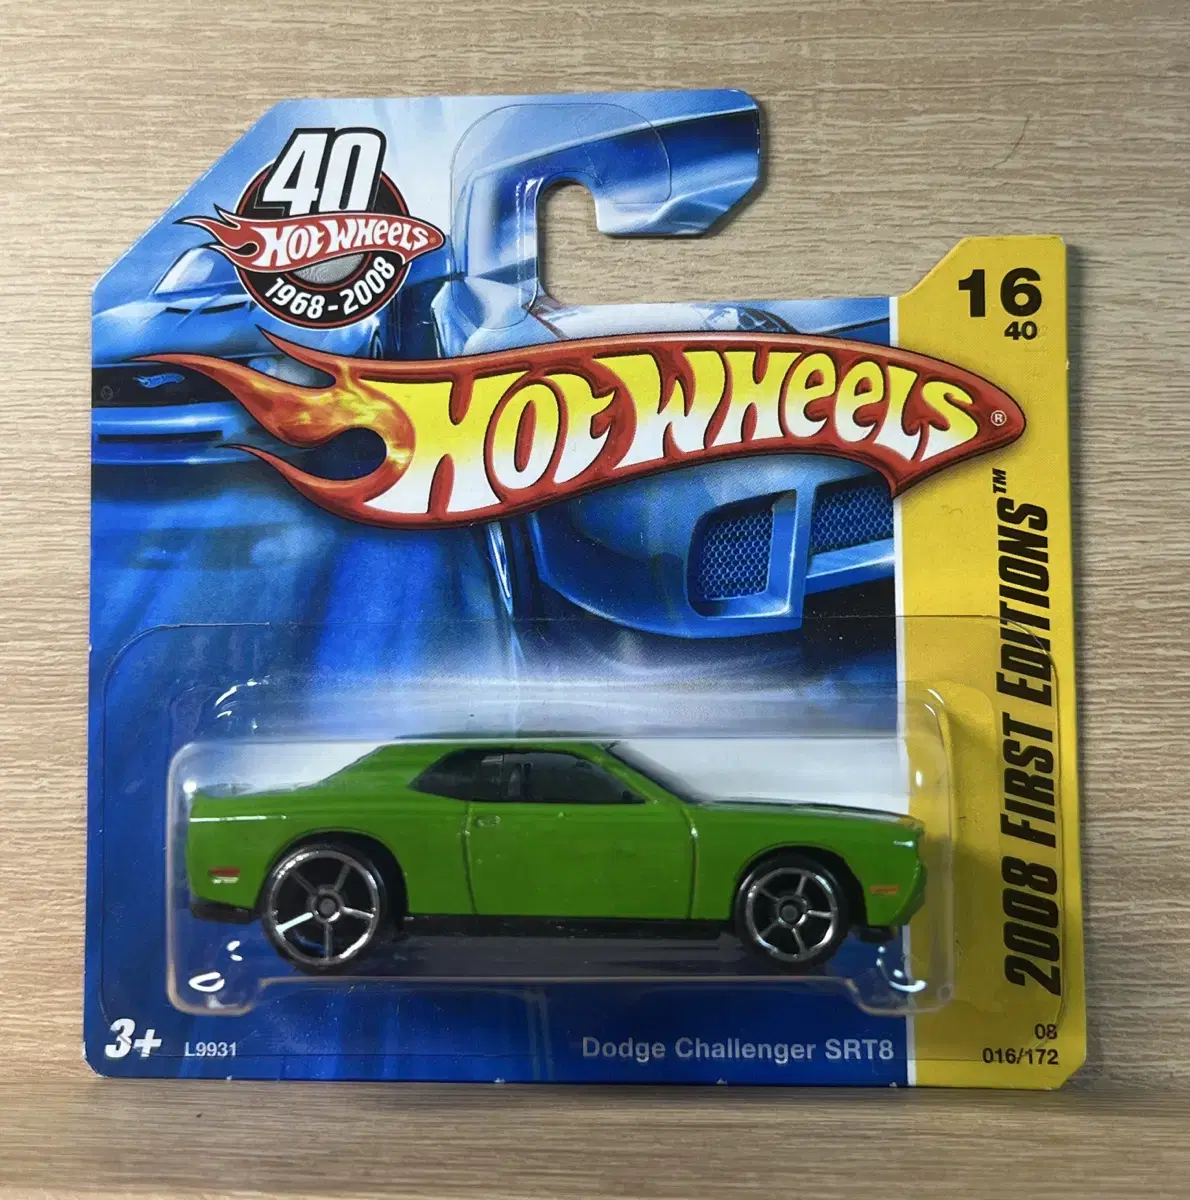 40
HOT WHEELS®
1968-2008
16
40
HOT WHEELS®
2008 FIRST EDITIONS™
3+
L9931
Dodge Challenger SRT8
08
016/172